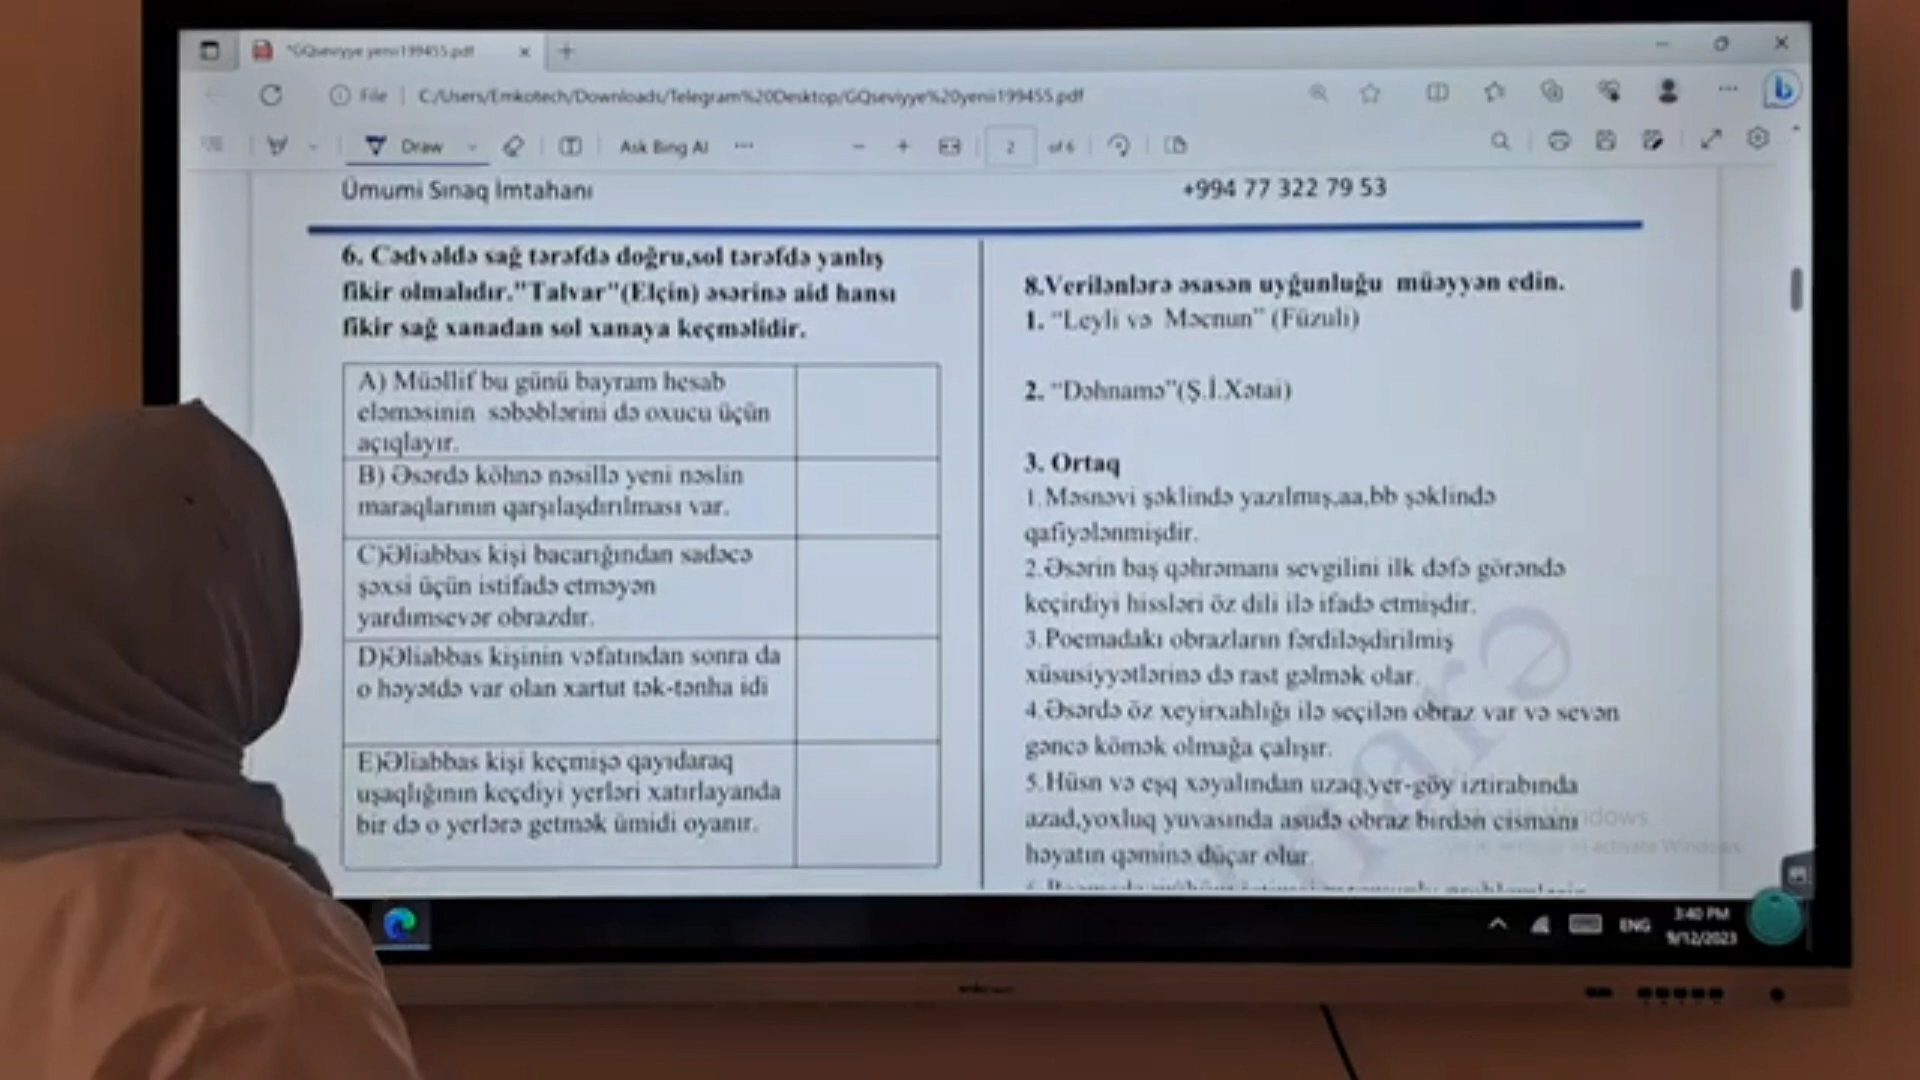 *GQseviyye yenii199455.pdf
File C:/Users/Emkotech/Downloads/Telegram%20Desktop/GQseviyye%20yenii199455.pdf
Draw Ask Bing AI 2 of 6
Ümumi Sınaq İmtahanı
+994 77 322 79 53
6. Cədvəldə sağ tərəfdə doğru,sol tərəfdə yanlış
fikir olmalıdır."Talvar"(Elçin) əsərinə aid hansı
fikir sağ xanadan sol xanaya keçməlidir.
A) Müəllif bu günü bayram hesab
eləməsinin səbəblərini də oxucu üçün
açıqlayır.
B) Əsərdə köhnə nəsillə yeni nəslin
maraqlarının qarşılaşdırılması var.
C)Əliabbas kişi bacarığından sadəcə
şəxsi üçün istifadə etməyən
yardımsevər obrazdır.
D)Əliabbas kişinin vəfatından sonra da
o həyətdə var olan xartut tək-tənha idi
E)Əliabbas kişi keçmişə qayıdaraq
uşaqlığının keçdiyi yerləri xatırlayanda
bir də o yerlərə getmək ümidi oyanır.
8.Verilənlərə əsasən uyğunluğu müəyyən edin.
1. “Leyli və Məcnun” (Füzuli)
2. “Dəhnamə”(Ş.İ.Xətai)
3. Ortaq
1.Məsnəvi şəklində yazılmış,aa,bb şəklində
qafiyələnmişdir.
2.Əsərin baş qəhrəmanı sevgilini ilk dəfə görəndə
keçirdiyi hissləri öz dili ilə ifadə etmişdir.
3.Poemadakı obrazların fərdiləşdirilmiş
xüsusiyyətlərinə də rast gəlmək olar.
4.Əsərdə öz xeyirxahlığı ilə seçilən obraz var və sevən
gəncə kömək olmağa çalışır.
5.Hüsn və eşq xəyalından uzaq,yer-göy iztirabında
azad,yoxluq yuvasında asudə obraz birdən cismani
həyatın qəminə düçar olur.
ENG
3:40 PM
9/12/2023